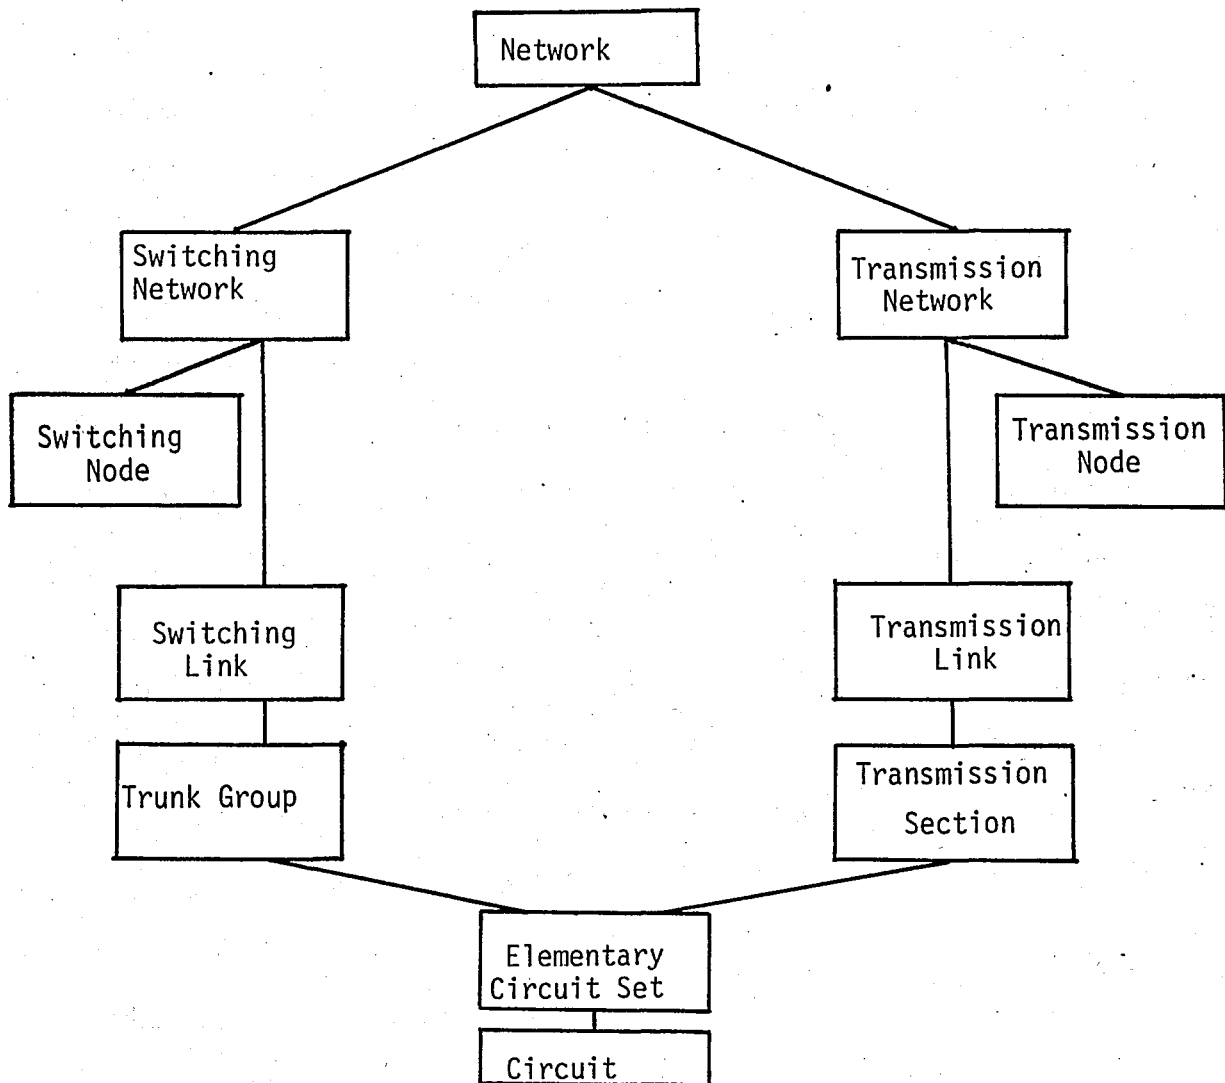 Network
Switching
Network
Transmission
Network
Switching
Node
Transmission
Node
Switching
Link
Transmission
Link
Trunk Group
Transmission
Section
Elementary
Circuit Set
Circuit